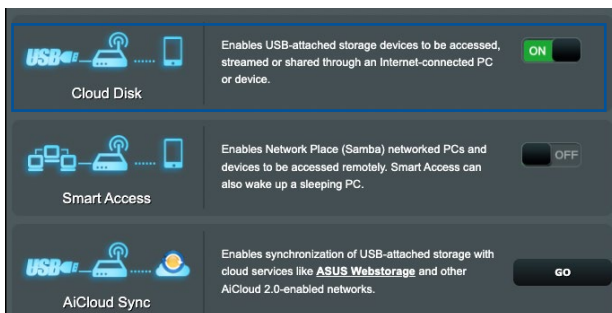 Enables USB-attached storage devices to be accessed,
USB
streamed or shared through an Internet-connected PC
ON
or device.
Cloud Disk
Enables Network Place (Samba) networked PCs and
devices to be accessed remotely. Smart Access can
OFF
also wake up a sleeping PC.
Smart Access
Enables synchronization of USB-attached storage with
USB
cloud services like ASUS Webstorage and other
GO
AiCloud 2.0-enabled networks.
AiCloud Sync